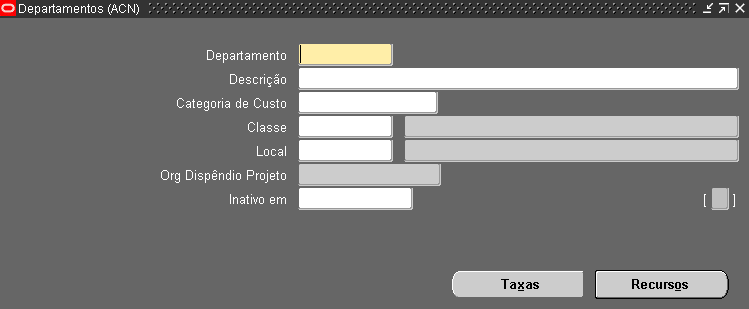 Departamentos (ACN)
Departamento
Descrição
Categoria de Custo
Classe
Local
Org Dispêndio Projeto
Inativo em
[ ]
Taxas
Recursos